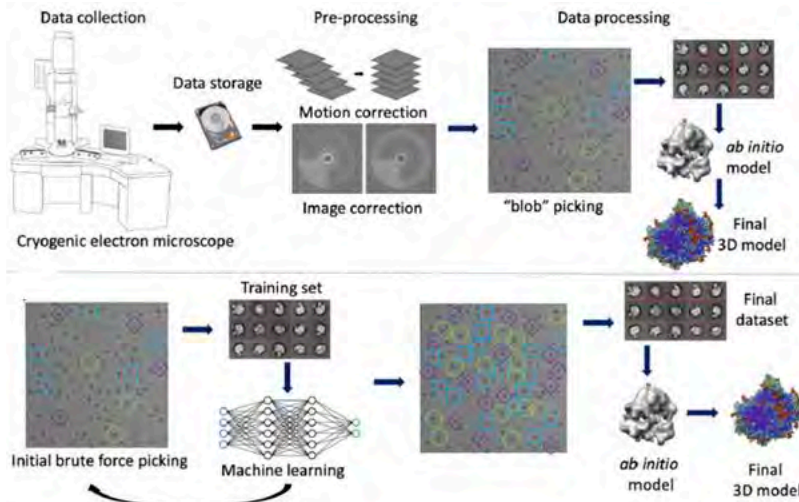 Data collection
Pre-processing
Data processing
Data storage
Motion correction
Image correction
"blob" picking
ab initio
model
Final
3D model
Cryogenic electron microscope
Training set
Final
dataset
Initial brute force picking
Machine learning
ab initio
model
Final
3D model